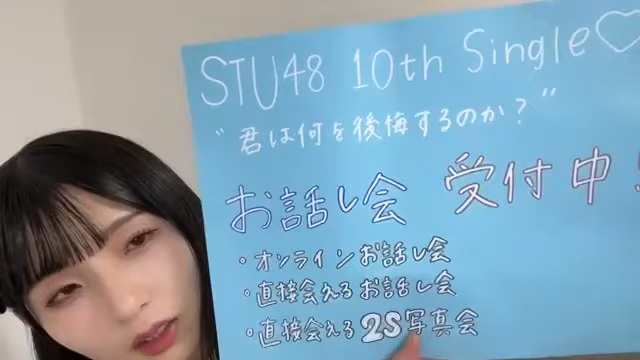 STU48 10th Single♡
"君は何を後悔するのか？"
お話し会 受付中!
・オンラインお話し会
・直接会えるお話し会
・直接会える2S写真会